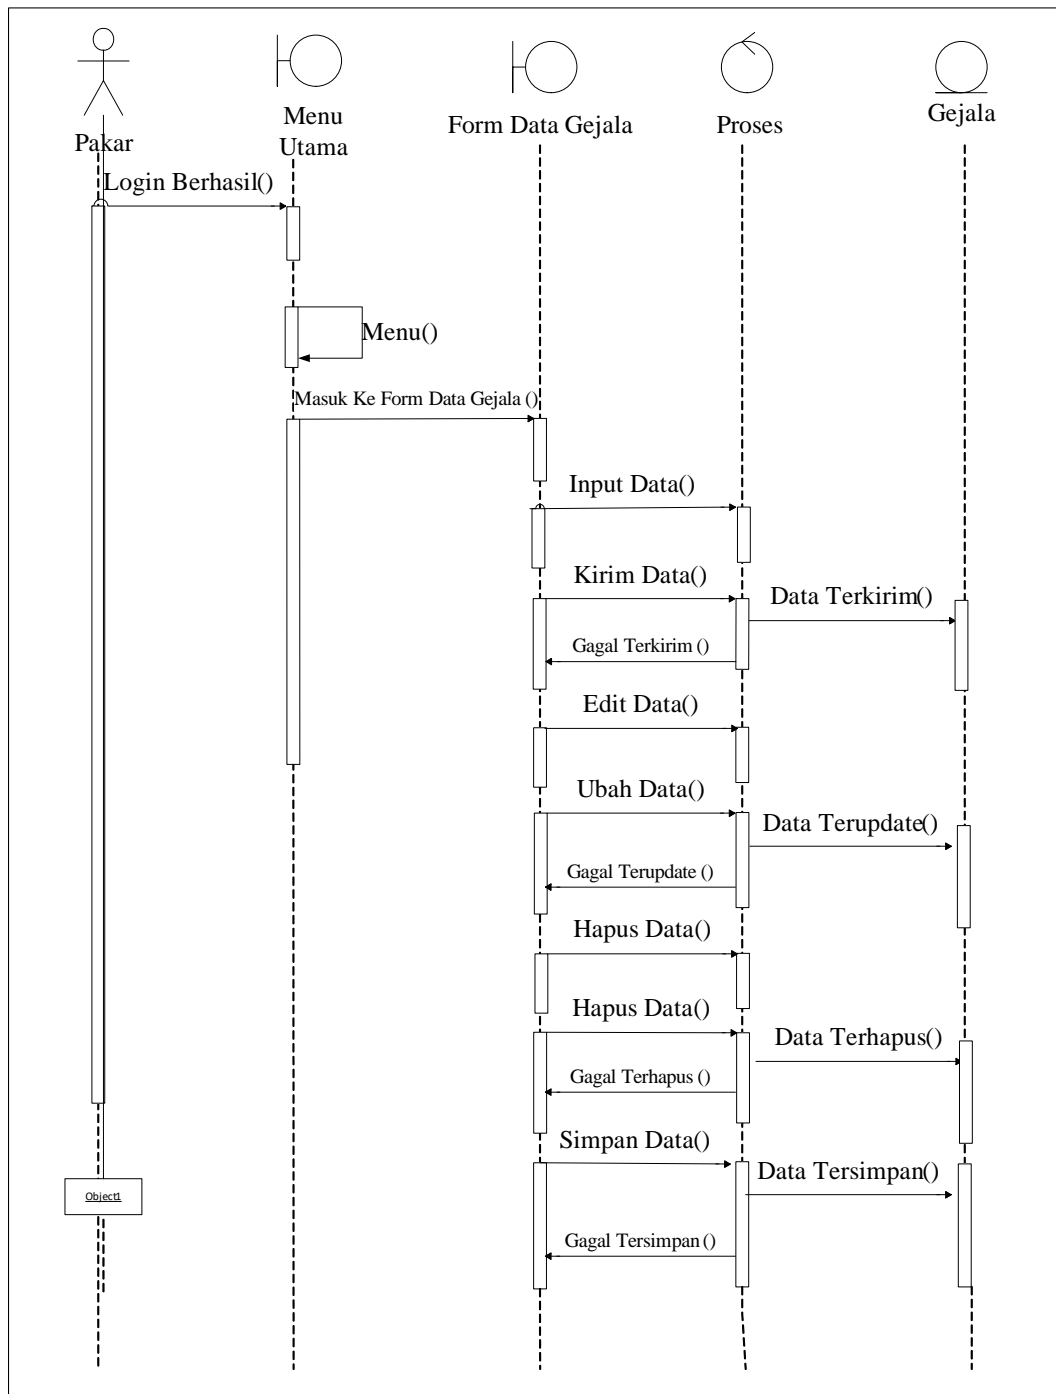 Pakar
Menu
Utama
Form Data Gejala
Proses
Gejala
Login Berhasil()
Menu()
Masuk Ke Form Data Gejala ()
Input Data()
Kirim Data()
Data Terkirim()
Gagal Terkirim ()
Edit Data()
Ubah Data()
Data Terupdate()
Gagal Terupdate ()
Hapus Data()
Hapus Data()
Data Terhapus()
Gagal Terhapus ()
Simpan Data()
Data Tersimpan()
Object1
Gagal Tersimpan ()